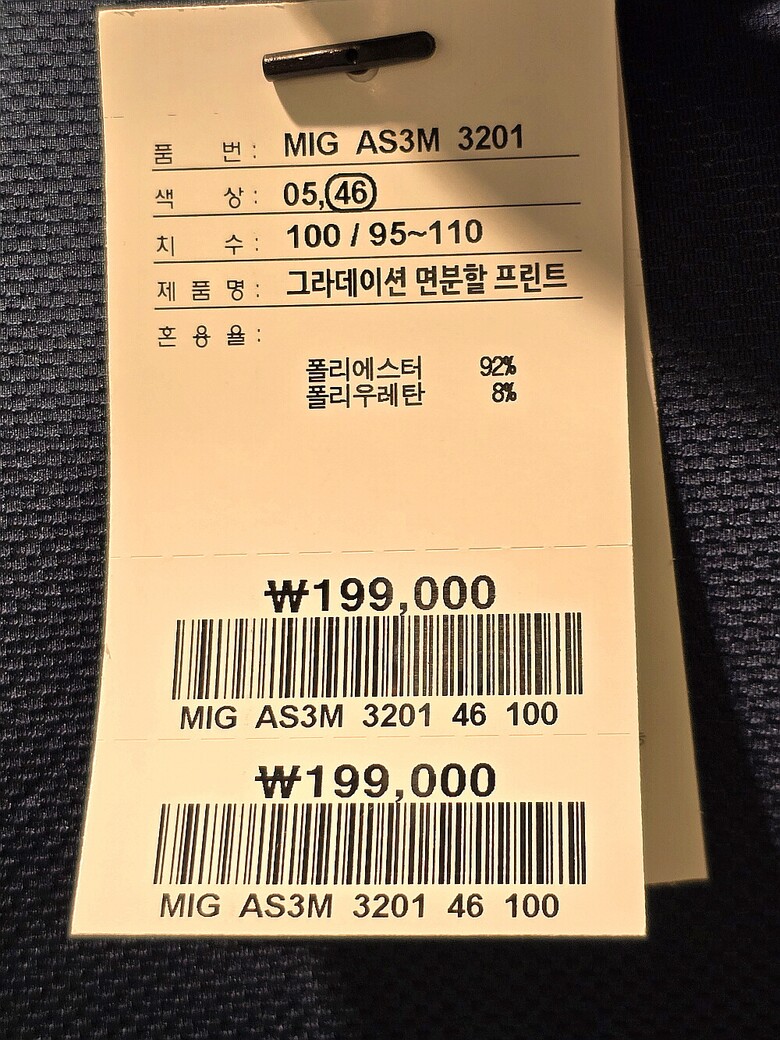 품 번 : MIG AS3M 3201
색 상 : 05, 46
치 수 : 100 / 95~110
제 품 명 : 그라데이션 면분할 프린트
혼 용 율 :
폴리에스터 92%
폴리우레탄 8%
₩199,000
MIG AS3M 3201 46 100
₩199,000
MIG AS3M 3201 46 100